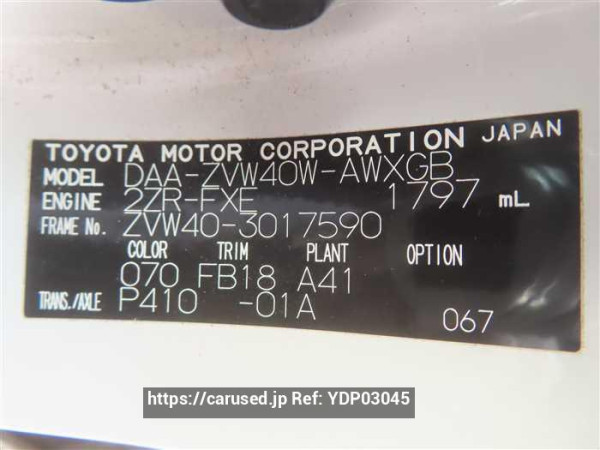 TOYOTA MOTOR CORPORATION JAPAN
MODEL DAA-ZVW40W-AWXGB
ENGINE 2ZR-FXE 1797 mL
FRAME No. ZVW40-3017590
COLOR TRIM PLANT OPTION
070 FB18 A41
TRANS./AXLE P410 -01A
067
https://carused.jp Ref: YDP03045